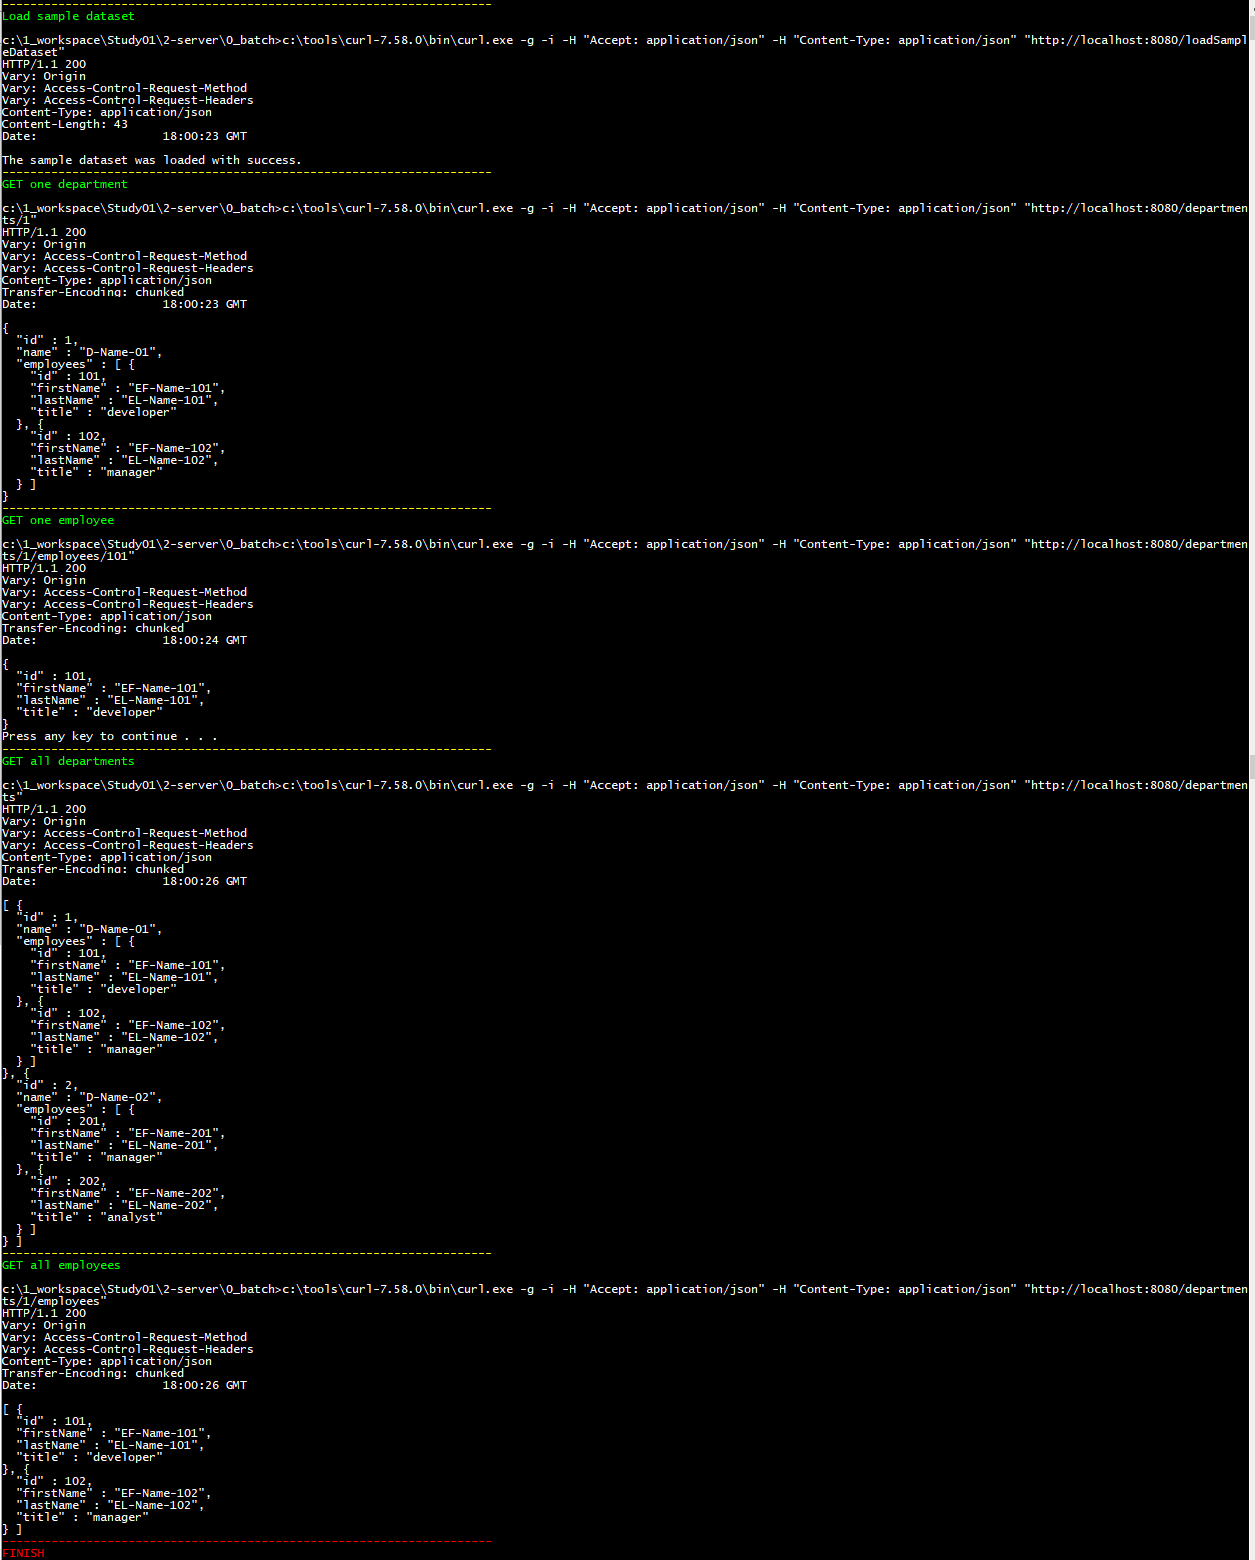 ----------------------------------------------------------------------
Load sample dataset
c:\1_workspace\Study01\2-server\0_batch>c:\tools\curl-7.58.0\bin\curl.exe -g -i -H "Accept: application/json" -H "Content-Type: application/json" "http://localhost:8080/loadSampl
eDataset"
HTTP/1.1 200
Vary: Origin
Vary: Access-Control-Request-Method
Vary: Access-Control-Request-Headers
Content-Type: application/json
Content-Length: 43
Date:                  18:00:23 GMT
The sample dataset was loaded with success.
----------------------------------------------------------------------
GET one department
c:\1_workspace\Study01\2-server\0_batch>c:\tools\curl-7.58.0\bin\curl.exe -g -i -H "Accept: application/json" -H "Content-Type: application/json" "http://localhost:8080/departmen
ts/1"
HTTP/1.1 200
Vary: Origin
Vary: Access-Control-Request-Method
Vary: Access-Control-Request-Headers
Content-Type: application/json
Transfer-Encoding: chunked
Date:                  18:00:23 GMT
{
  "id" : 1,
  "name" : "D-Name-01",
  "employees" : [ {
    "id" : 101,
    "firstName" : "EF-Name-101",
    "lastName" : "EL-Name-101",
    "title" : "developer"
  }, {
    "id" : 102,
    "firstName" : "EF-Name-102",
    "lastName" : "EL-Name-102",
    "title" : "manager"
  } ]
}
----------------------------------------------------------------------
GET one employee
c:\1_workspace\Study01\2-server\0_batch>c:\tools\curl-7.58.0\bin\curl.exe -g -i -H "Accept: application/json" -H "Content-Type: application/json" "http://localhost:8080/departmen
ts/1/employees/101"
HTTP/1.1 200
Vary: Origin
Vary: Access-Control-Request-Method
Vary: Access-Control-Request-Headers
Content-Type: application/json
Transfer-Encoding: chunked
Date:                  18:00:24 GMT
{
  "id" : 101,
  "firstName" : "EF-Name-101",
  "lastName" : "EL-Name-101",
  "title" : "developer"
}
Press any key to continue . . .
----------------------------------------------------------------------
GET all departments
c:\1_workspace\Study01\2-server\0_batch>c:\tools\curl-7.58.0\bin\curl.exe -g -i -H "Accept: application/json" -H "Content-Type: application/json" "http://localhost:8080/departmen
ts"
HTTP/1.1 200
Vary: Origin
Vary: Access-Control-Request-Method
Vary: Access-Control-Request-Headers
Content-Type: application/json
Transfer-Encoding: chunked
Date:                  18:00:26 GMT
[ {
  "id" : 1,
  "name" : "D-Name-01",
  "employees" : [ {
    "id" : 101,
    "firstName" : "EF-Name-101",
    "lastName" : "EL-Name-101",
    "title" : "developer"
  }, {
    "id" : 102,
    "firstName" : "EF-Name-102",
    "lastName" : "EL-Name-102",
    "title" : "manager"
  } ]
}, {
  "id" : 2,
  "name" : "D-Name-02",
  "employees" : [ {
    "id" : 201,
    "firstName" : "EF-Name-201",
    "lastName" : "EL-Name-201",
    "title" : "manager"
  }, {
    "id" : 202,
    "firstName" : "EF-Name-202",
    "lastName" : "EL-Name-202",
    "title" : "analyst"
  } ]
} ]
----------------------------------------------------------------------
GET all employees
c:\1_workspace\Study01\2-server\0_batch>c:\tools\curl-7.58.0\bin\curl.exe -g -i -H "Accept: application/json" -H "Content-Type: application/json" "http://localhost:8080/departmen
ts/1/employees"
HTTP/1.1 200
Vary: Origin
Vary: Access-Control-Request-Method
Vary: Access-Control-Request-Headers
Content-Type: application/json
Transfer-Encoding: chunked
Date:                  18:00:26 GMT
[ {
  "id" : 101,
  "firstName" : "EF-Name-101",
  "lastName" : "EL-Name-101",
  "title" : "developer"
}, {
  "id" : 102,
  "firstName" : "EF-Name-102",
  "lastName" : "EL-Name-102",
  "title" : "manager"
} ]
----------------------------------------------------------------------
FINISH